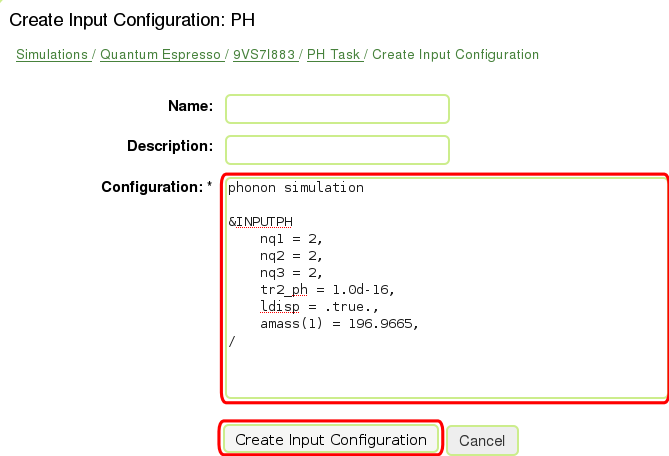 Create Input Configuration: PH
Simulations / Quantum Espresso / 9VS7I883 / PH Task / Create Input Configuration
Name:
Description:
Configuration: *
phonon simulation
&INPUTPH
nq1 = 2,
nq2 = 2,
nq3 = 2,
tr2_ph = 1.0d-16,
ldisp = .true.,
amass(1) = 196.9665,
/
Create Input Configuration Cancel